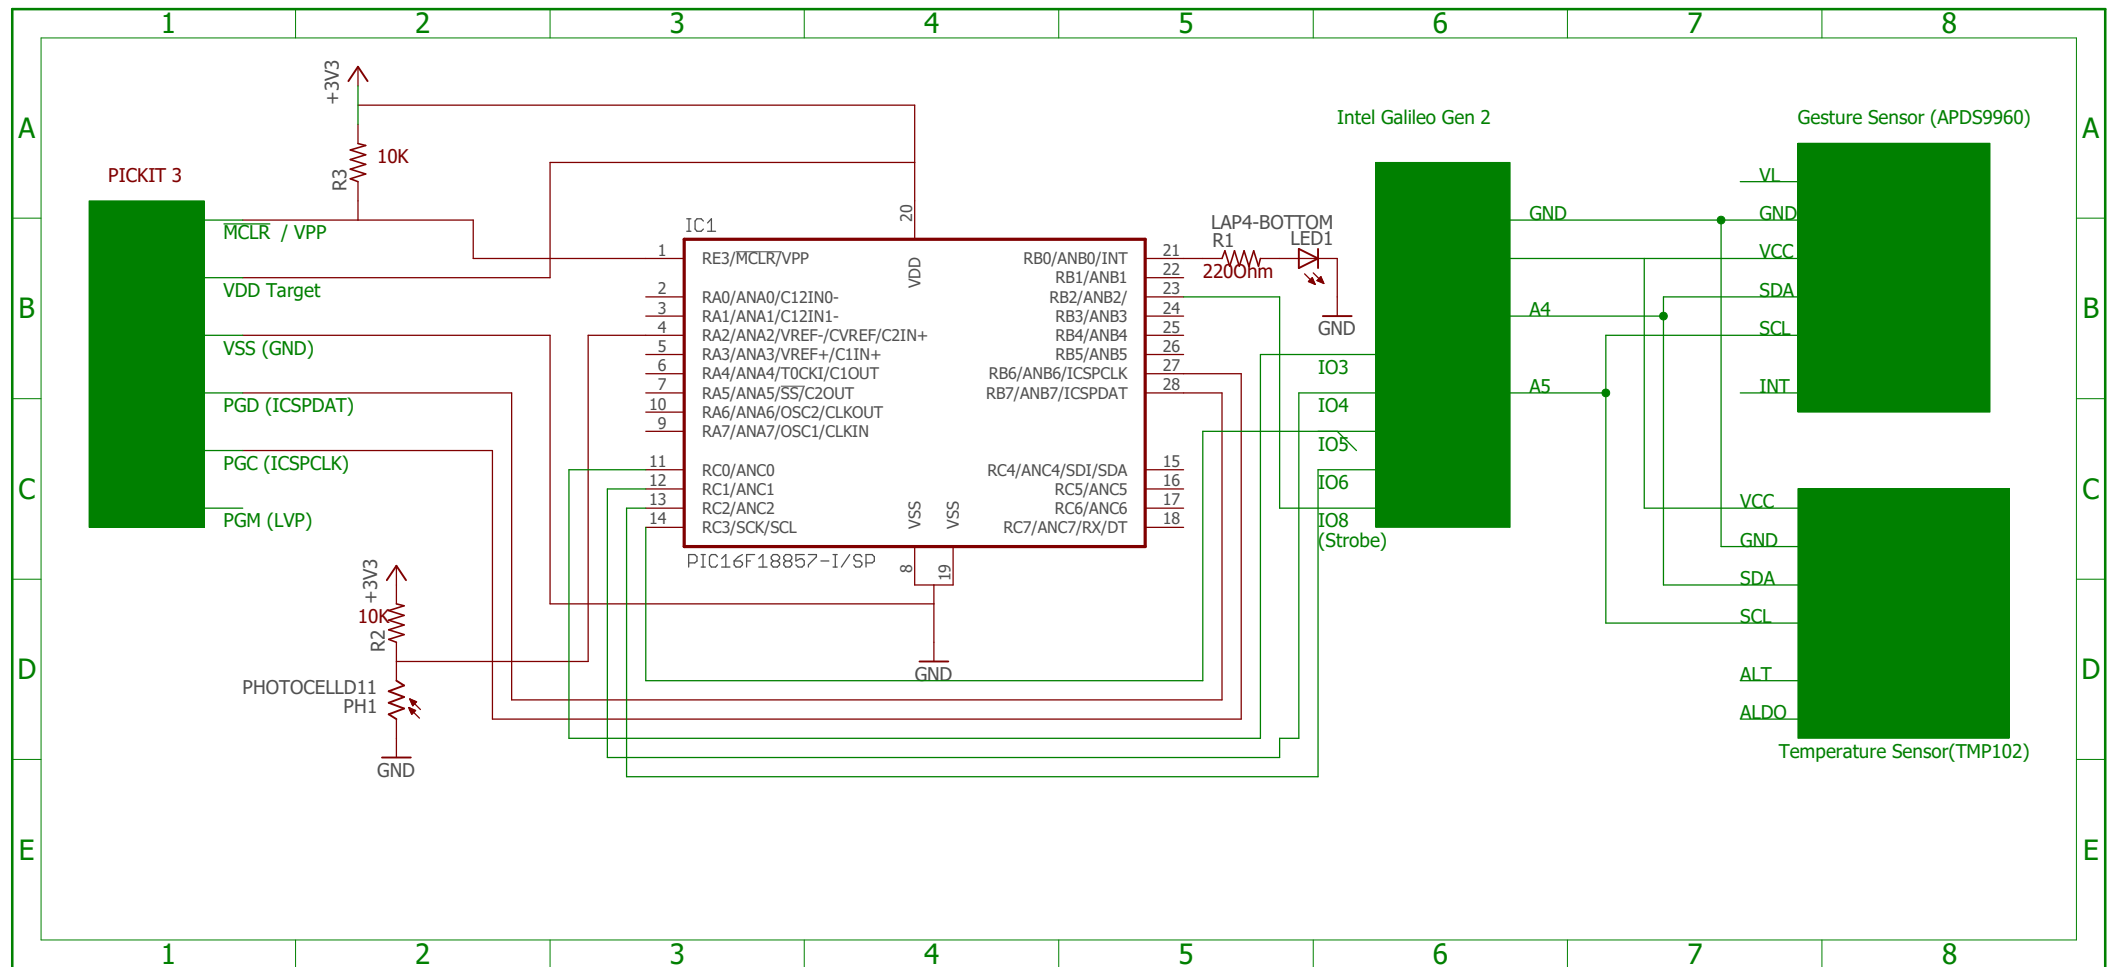 1 2 3 4 5 6 7 8
A
B
C
D
E
A
B
C
D
E
1 2 3 4 5 6 7 8
+3V3
10K
R3
PICKIT 3
MCLR / VPP
VDD Target
VSS (GND)
PGD (ICSPDAT)
PGC (ICSPCLK)
PGM (LVP)
+3V3
10K
R2
PHOTOCELLD11
PH1
GND
IC1
20
VDD
1 RE3/MCLR/VPP
2 RA0/ANA0/C12IN0-
3 RA1/ANA1/C12IN1-
4 RA2/ANA2/VREF-/CVREF/C2IN+
5 RA3/ANA3/VREF+/C1IN+
6 RA4/ANA4/T0CKI/C1OUT
7 RA5/ANA5/SS/C2OUT
10 RA6/ANA6/OSC2/CLKOUT
9 RA7/ANA7/OSC1/CLKIN
11 RC0/ANC0
12 RC1/ANC1
13 RC2/ANC2
14 RC3/SCK/SCL
RB0/ANB0/INT 21
RB1/ANB1 22
RB2/ANB2/ 23
RB3/ANB3 24
RB4/ANB4 25
RB5/ANB5 26
RB6/ANB6/ICSPCLK 27
RB7/ANB7/ICSPDAT 28
RC4/ANC4/SDI/SDA 15
RC5/ANC5 16
RC6/ANC6 17
RC7/ANC7/RX/DT 18
VSS VSS
8 19
PIC16F18857-I/SP
GND
LAP4-BOTTOM
R1
LED1
220Ohm
GND
Intel Galileo Gen 2
IO3
IO4
IO5
IO6
IO8
(Strobe)
GND
A4
A5
Gesture Sensor (APDS9960)
VL
GND
VCC
SDA
SCL
INT
VCC
GND
SDA
SCL
ALT
ALDO
Temperature Sensor(TMP102)